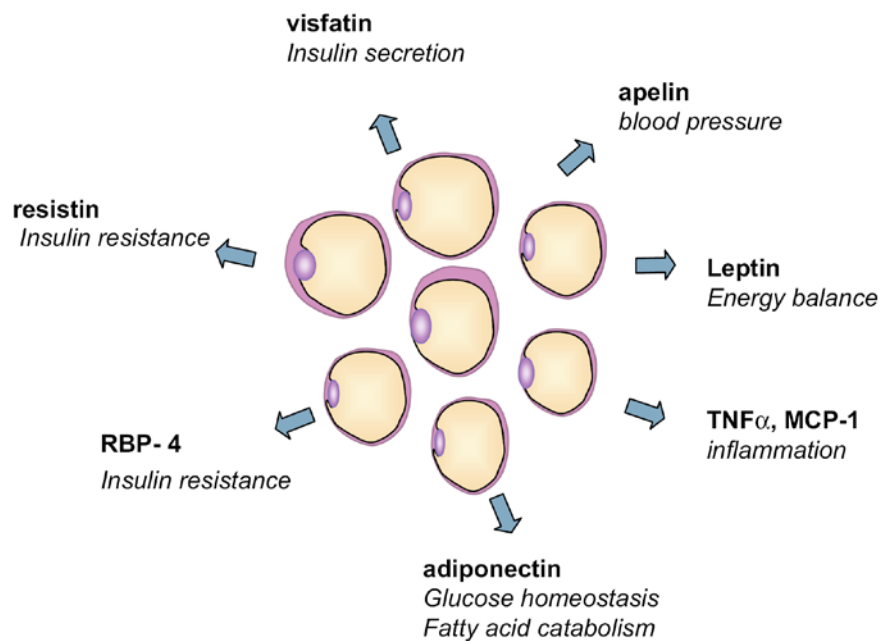 visfatin
Insulin secretion
apelin
blood pressure
resistin
Insulin resistance
Leptin
Energy balance
TNFα, MCP-1
inflammation
RBP- 4
Insulin resistance
adiponectin
Glucose homeostasis
Fatty acid catabolism